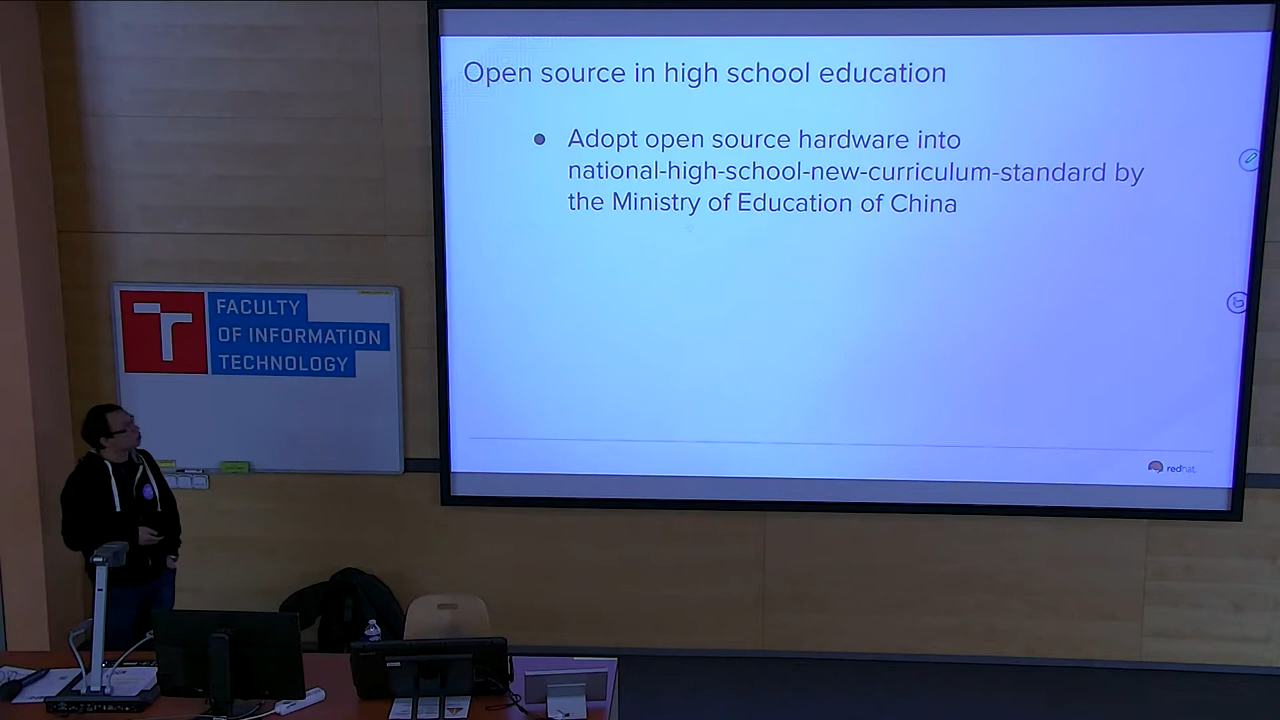 Open source in high school education
● Adopt open source hardware into
national-high-school-new-curriculum-standard by
the Ministry of Education of China
redhat.
FACULTY
OF INFORMATION
TECHNOLOGY